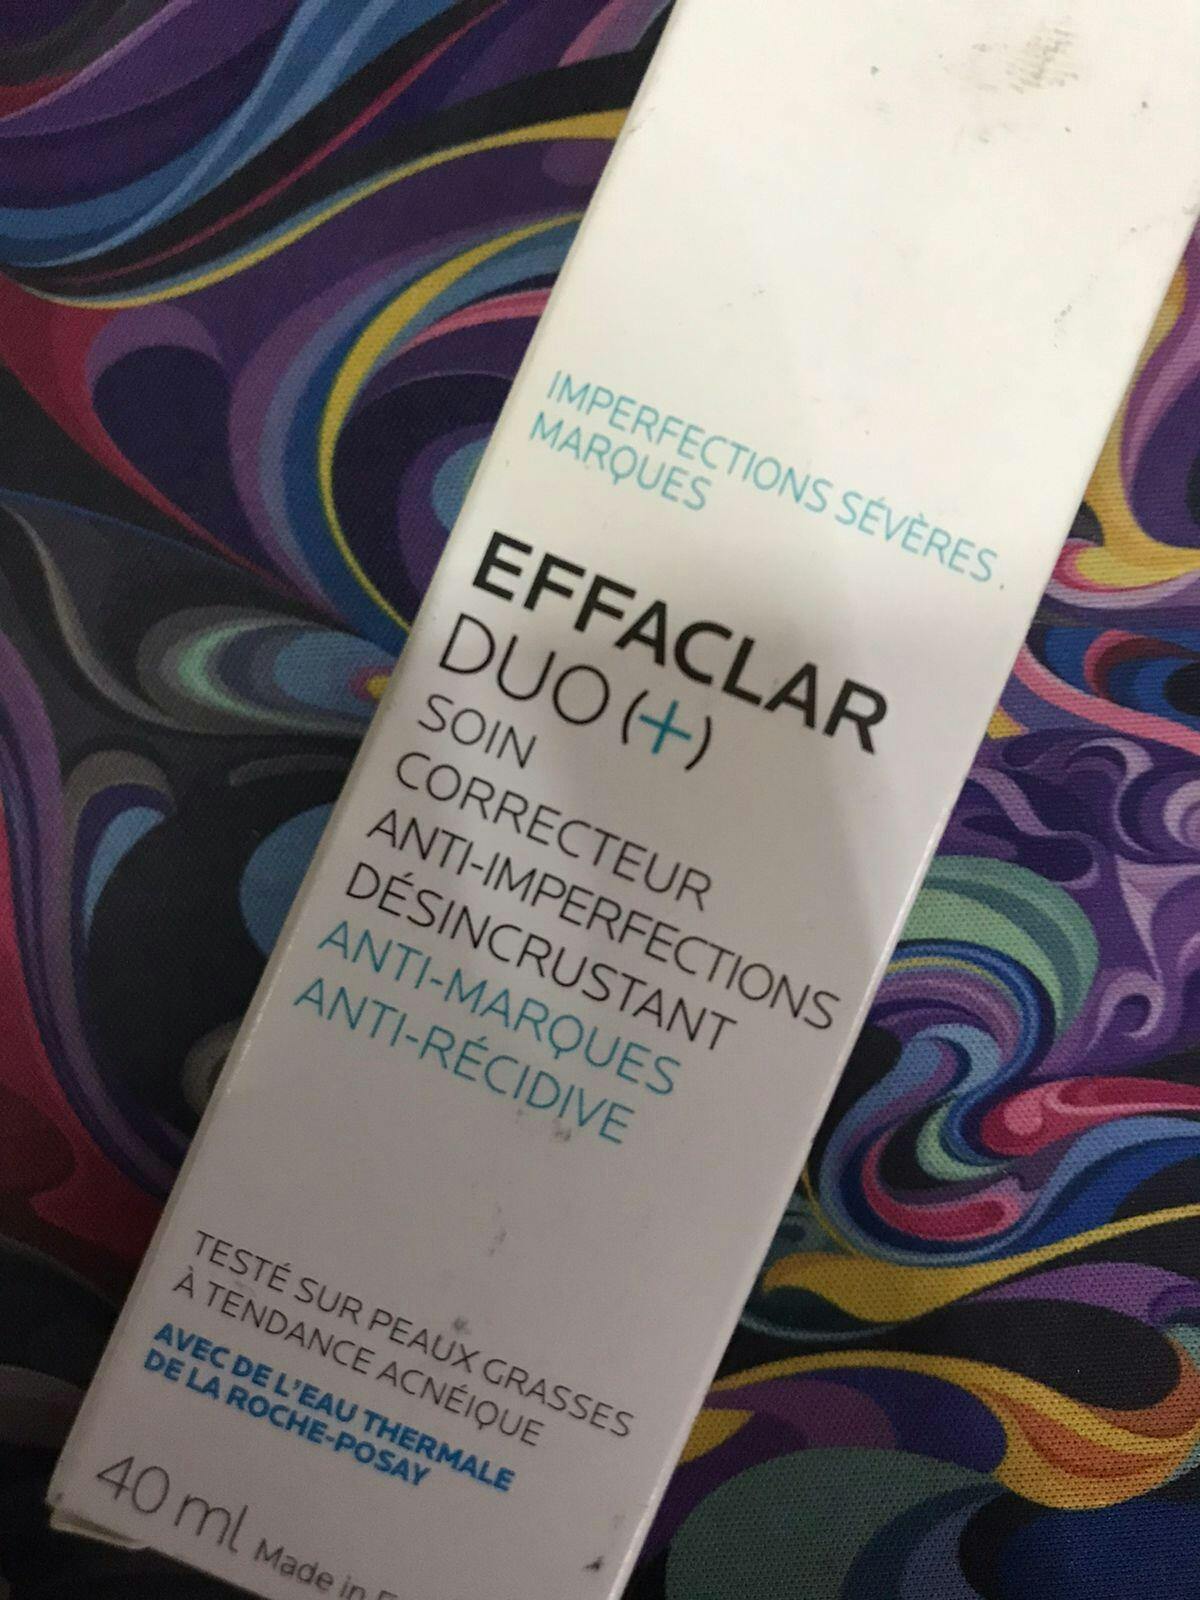 IMPERFECTIONS SÉVÈRES
MARQUES
EFFACLAR
DUO (+)
SOIN
CORRECTEUR
ANTI-IMPERFECTIONS
DÉSINCRUSTANT
ANTI-MARQUES
ANTI-RÉCIDIVE
TESTÉ SUR PEAUX GRASSES
À TENDANCE ACNÉIQUE
AVEC DE L'EAU THERMALE
DE LA ROCHE-POSAY
40 ml Made in